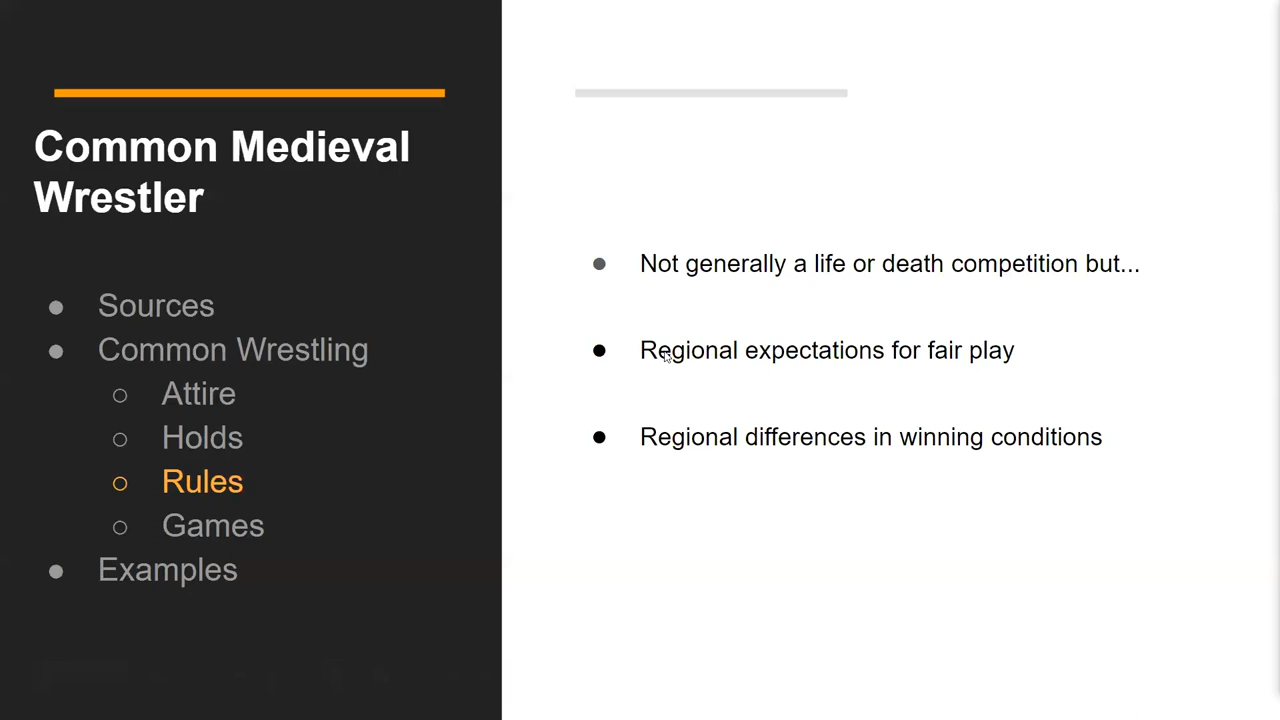 Common Medieval
Wrestler
● Sources
● Common Wrestling
○ Attire
○ Holds
○ Rules
○ Games
● Examples
● Not generally a life or death competition but...
● Regional expectations for fair play
● Regional differences in winning conditions